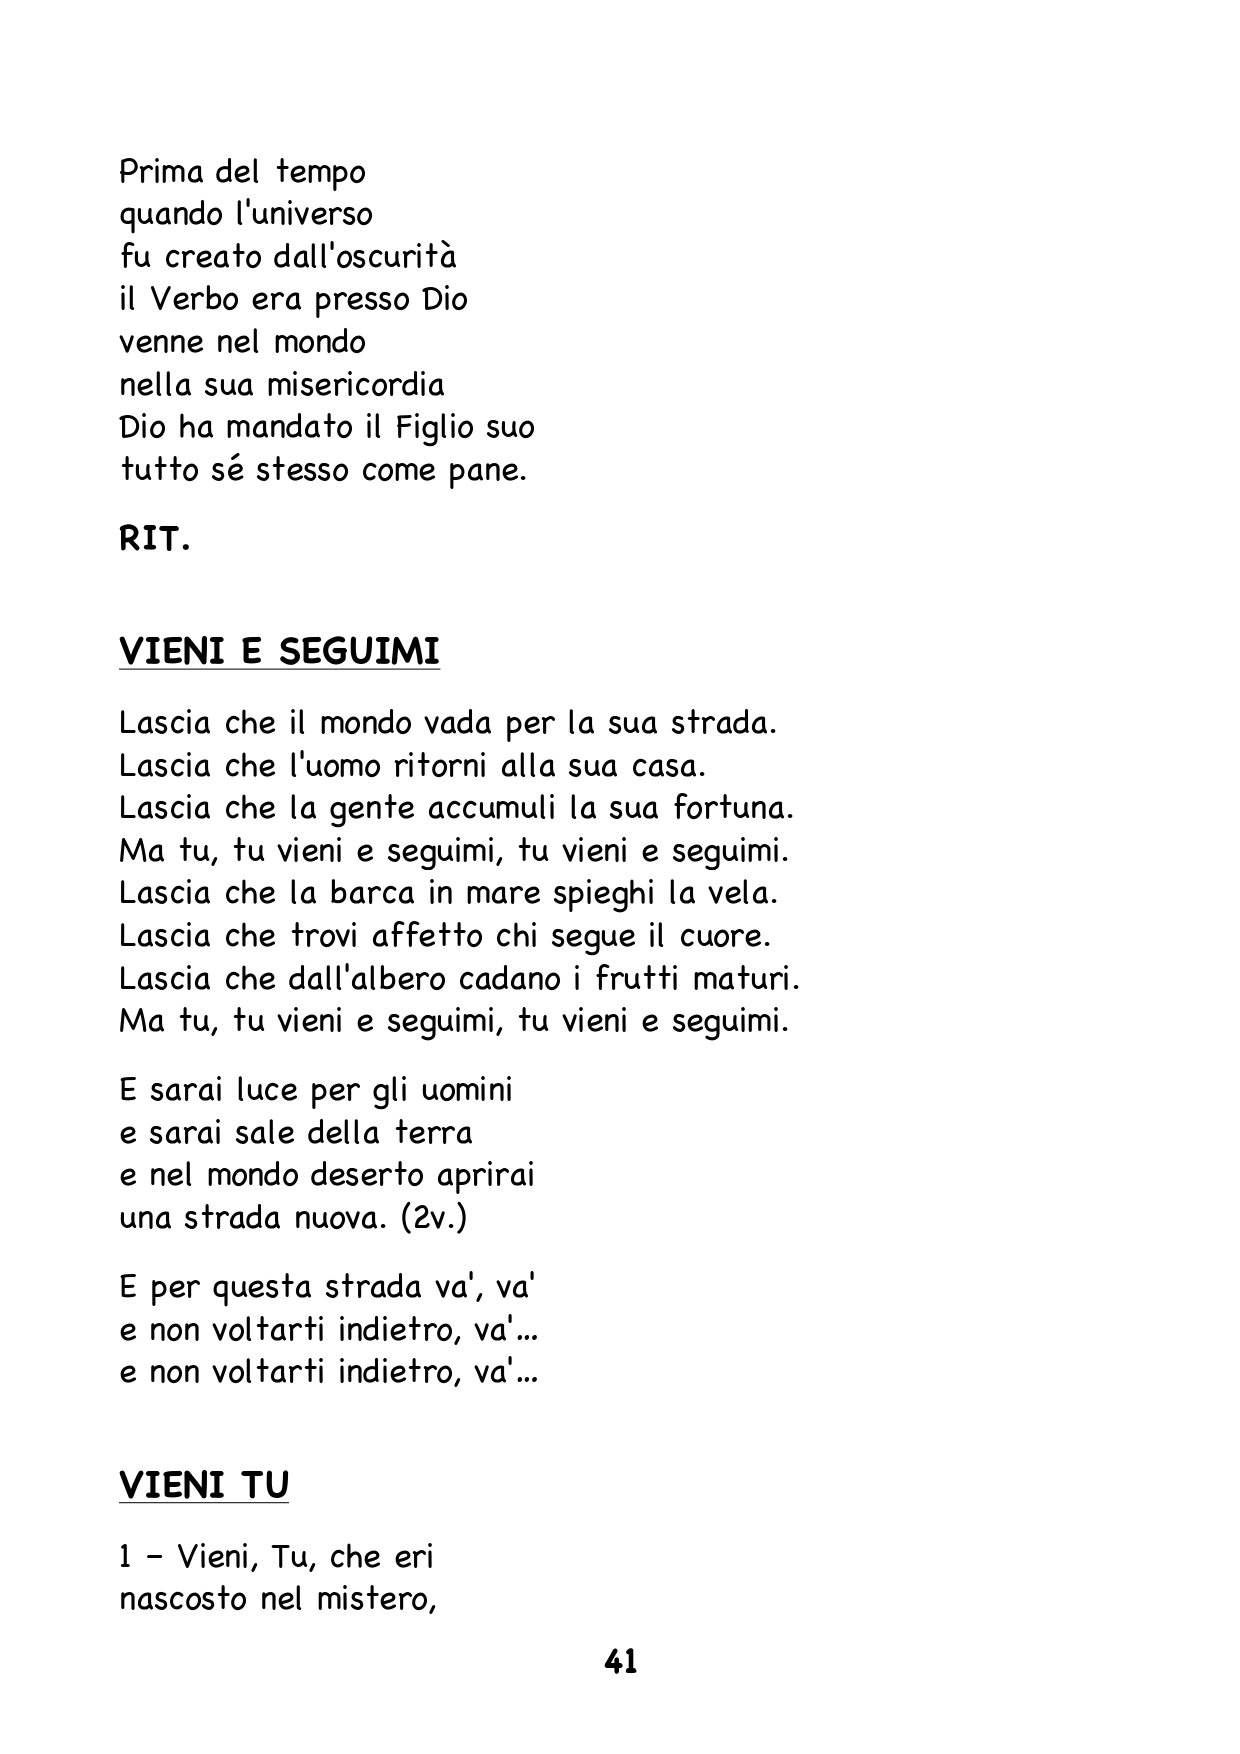 Prima del tempo
quando l'universo
fu creato dall'oscurità
il Verbo era presso Dio
venne nel mondo
nella sua misericordia
Dio ha mandato il Figlio suo
tutto sé stesso come pane.
RIT.
VIENI E SEGUIMI
Lascia che il mondo vada per la sua strada.
Lascia che l'uomo ritorni alla sua casa.
Lascia che la gente accumuli la sua fortuna.
Ma tu, tu vieni e seguimi, tu vieni e seguimi.
Lascia che la barca in mare spieghi la vela.
Lascia che trovi affetto chi segue il cuore.
Lascia che dall'albero cadano i frutti maturi.
Ma tu, tu vieni e seguimi, tu vieni e seguimi.
E sarai luce per gli uomini
e sarai sale della terra
e nel mondo deserto aprirai
una strada nuova. (2v.)
E per questa strada va', va'
e non voltarti indietro, va'...
e non voltarti indietro, va'...
VIENI TU
1 – Vieni, Tu, che eri
nascosto nel mistero,
41